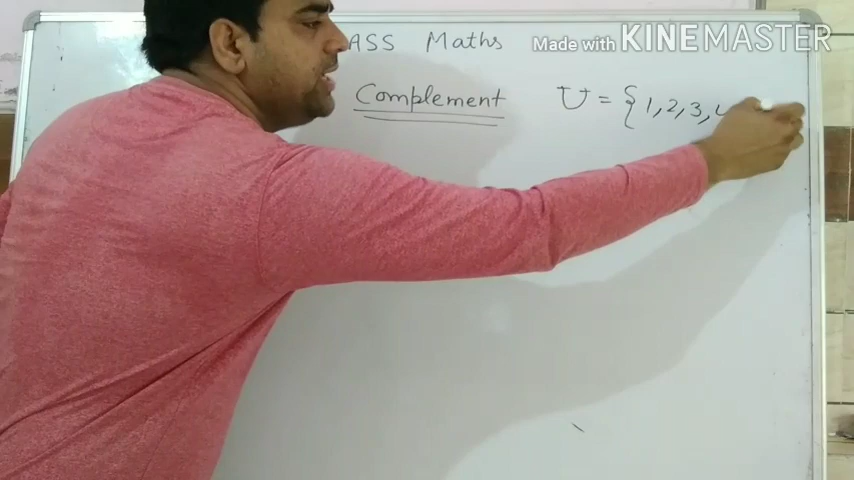 ASS Maths
Made with KINEMASTER
Complement U = {1,2,3,4